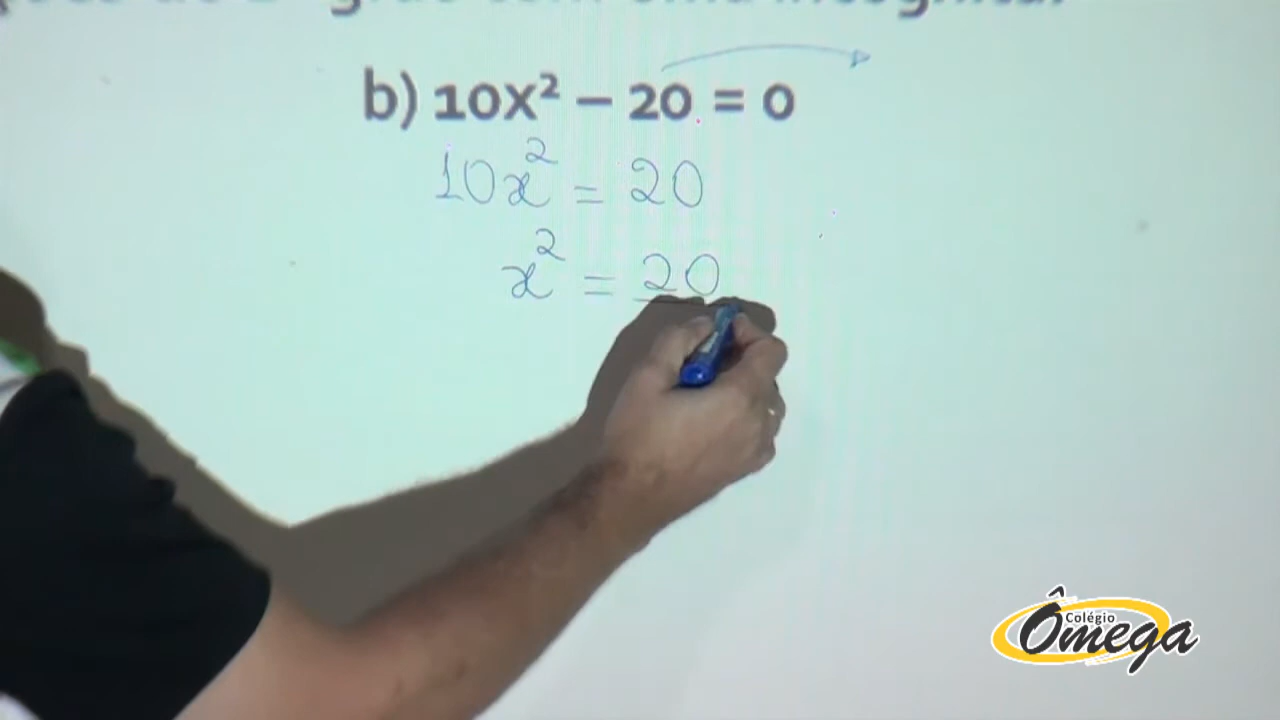 b) 10x² – 20 = 0
10x² = 20
x² = 20
Colégio
Ômega